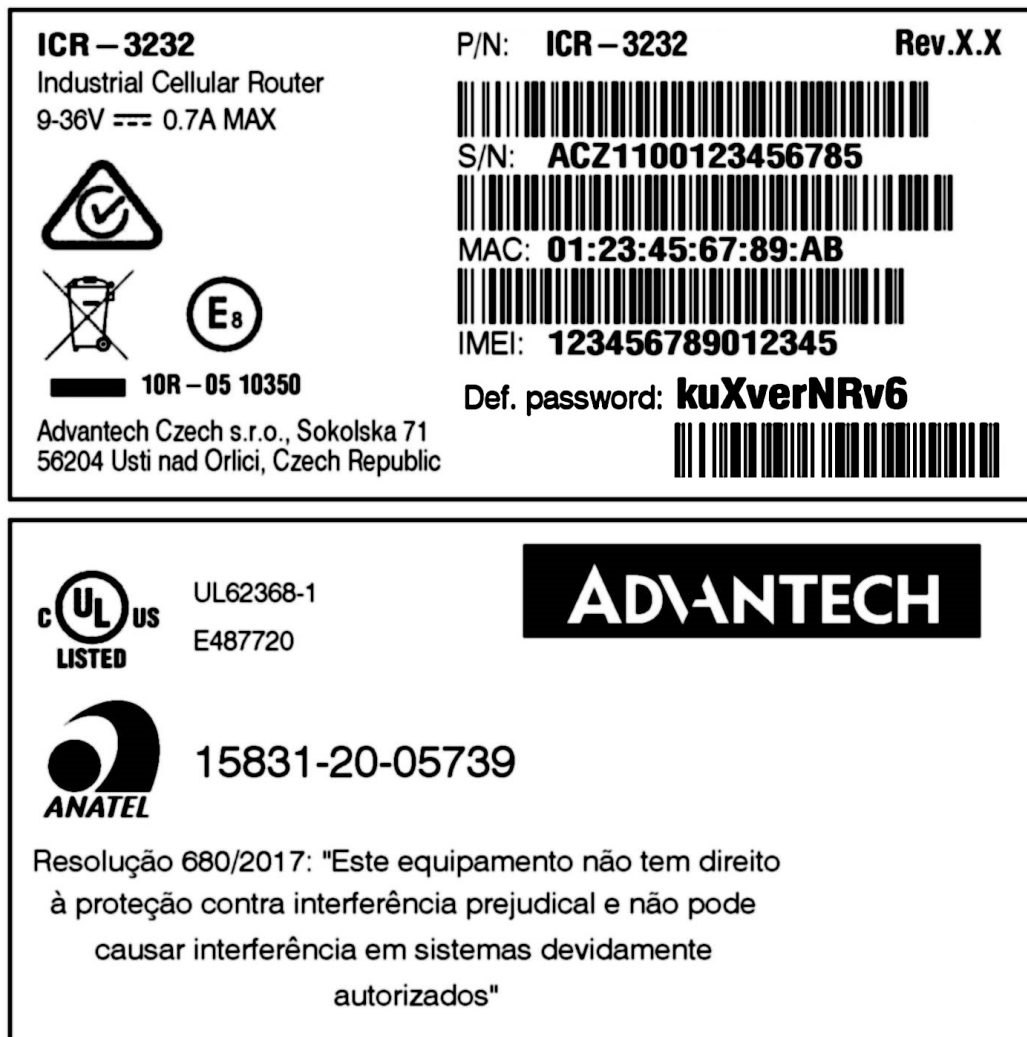 ICR – 3232
Industrial Cellular Router
9-36V 0.7A MAX
E8
10R – 05 10350
Advantech Czech s.r.o., Sokolska 71
56204 Usti nad Orlici, Czech Republic
P/N: ICR – 3232 Rev.X.X
S/N: ACZ1100123456785
MAC: 01:23:45:67:89:AB
IMEI: 123456789012345
Def. password: kuXverNRv6
C UL US
LISTED
UL62368-1
E487720
ADVANTECH
ANATEL
15831-20-05739
Resolução 680/2017: "Este equipamento não tem direito
à proteção contra interferência prejudical e não pode
causar interferência em sistemas devidamente
autorizados"